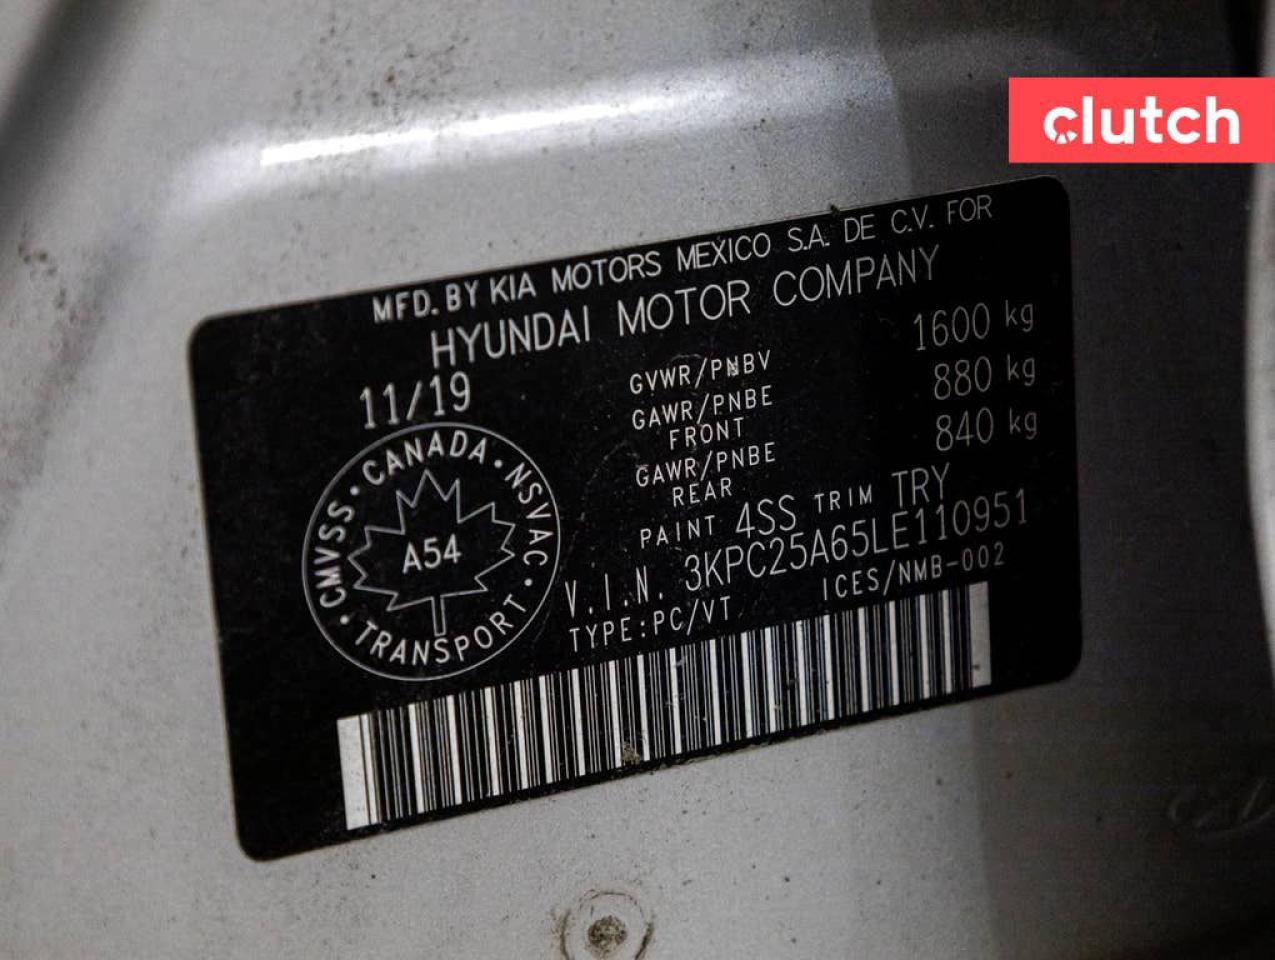 clutch
MFD. BY KIA MOTORS MEXICO S.A. DE C.V. FOR
HYUNDAI MOTOR COMPANY
11/19
GVWR/PNBV 1600 kg
GAWR/PNBE 880 kg
FRONT
GAWR/PNBE 840 kg
REAR
PAINT 4SS TRIM TRY
V.I.N. 3KPC25A65LE110951
TYPE:PC/VT ICES/NMB-002
CMVSS · CANADA · NSVAC ·
TRANSPORT ·
A54